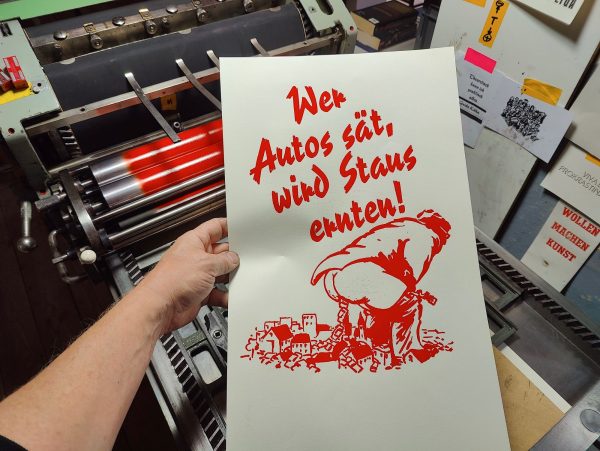 Wer
Autos sät,
wird Staus
ernten!
WOLLEN
MACHEN
KUNST